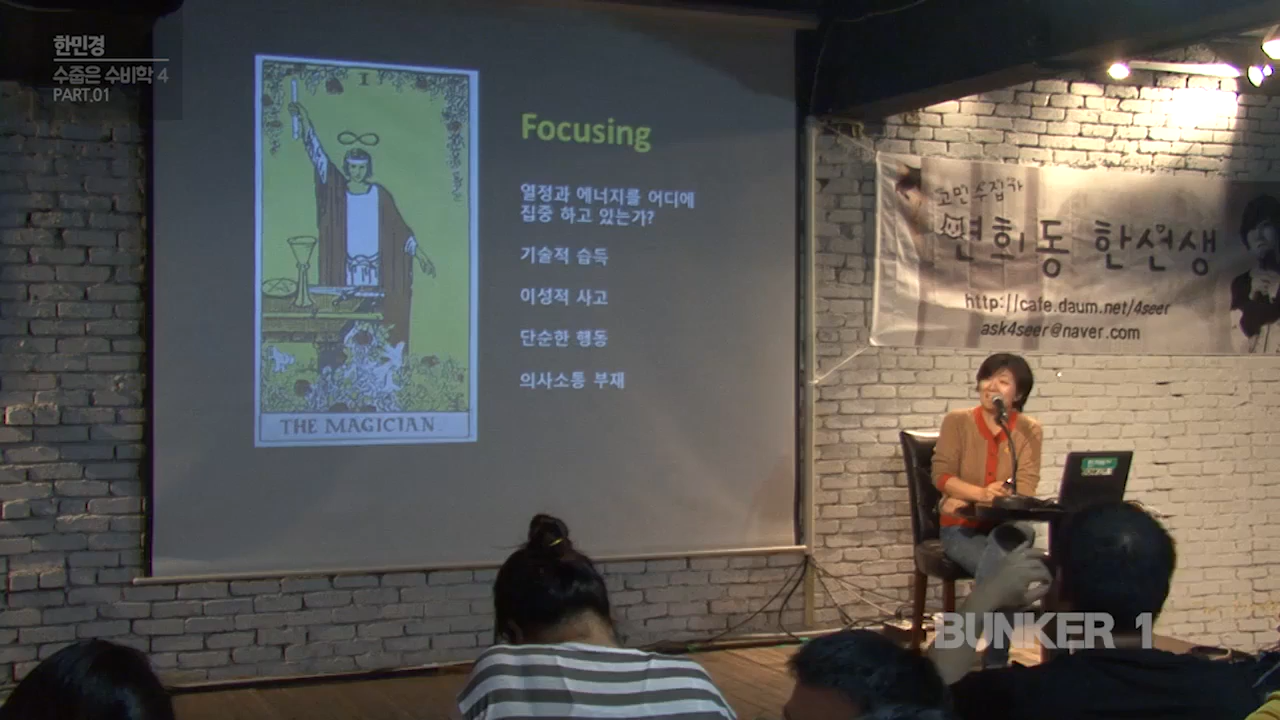 한민경
수줍은 수비학 4
PART.01
I
THE MAGICIAN
Focusing
열정과 에너지를 어디에
집중 하고 있는가?
기술적 습득
이성적 사고
단순한 행동
의사소통 부재
고민 수집가
연희동 한선생
http://cafe.daum.net/4seer
ask4seer@naver.com
BUNKER 1